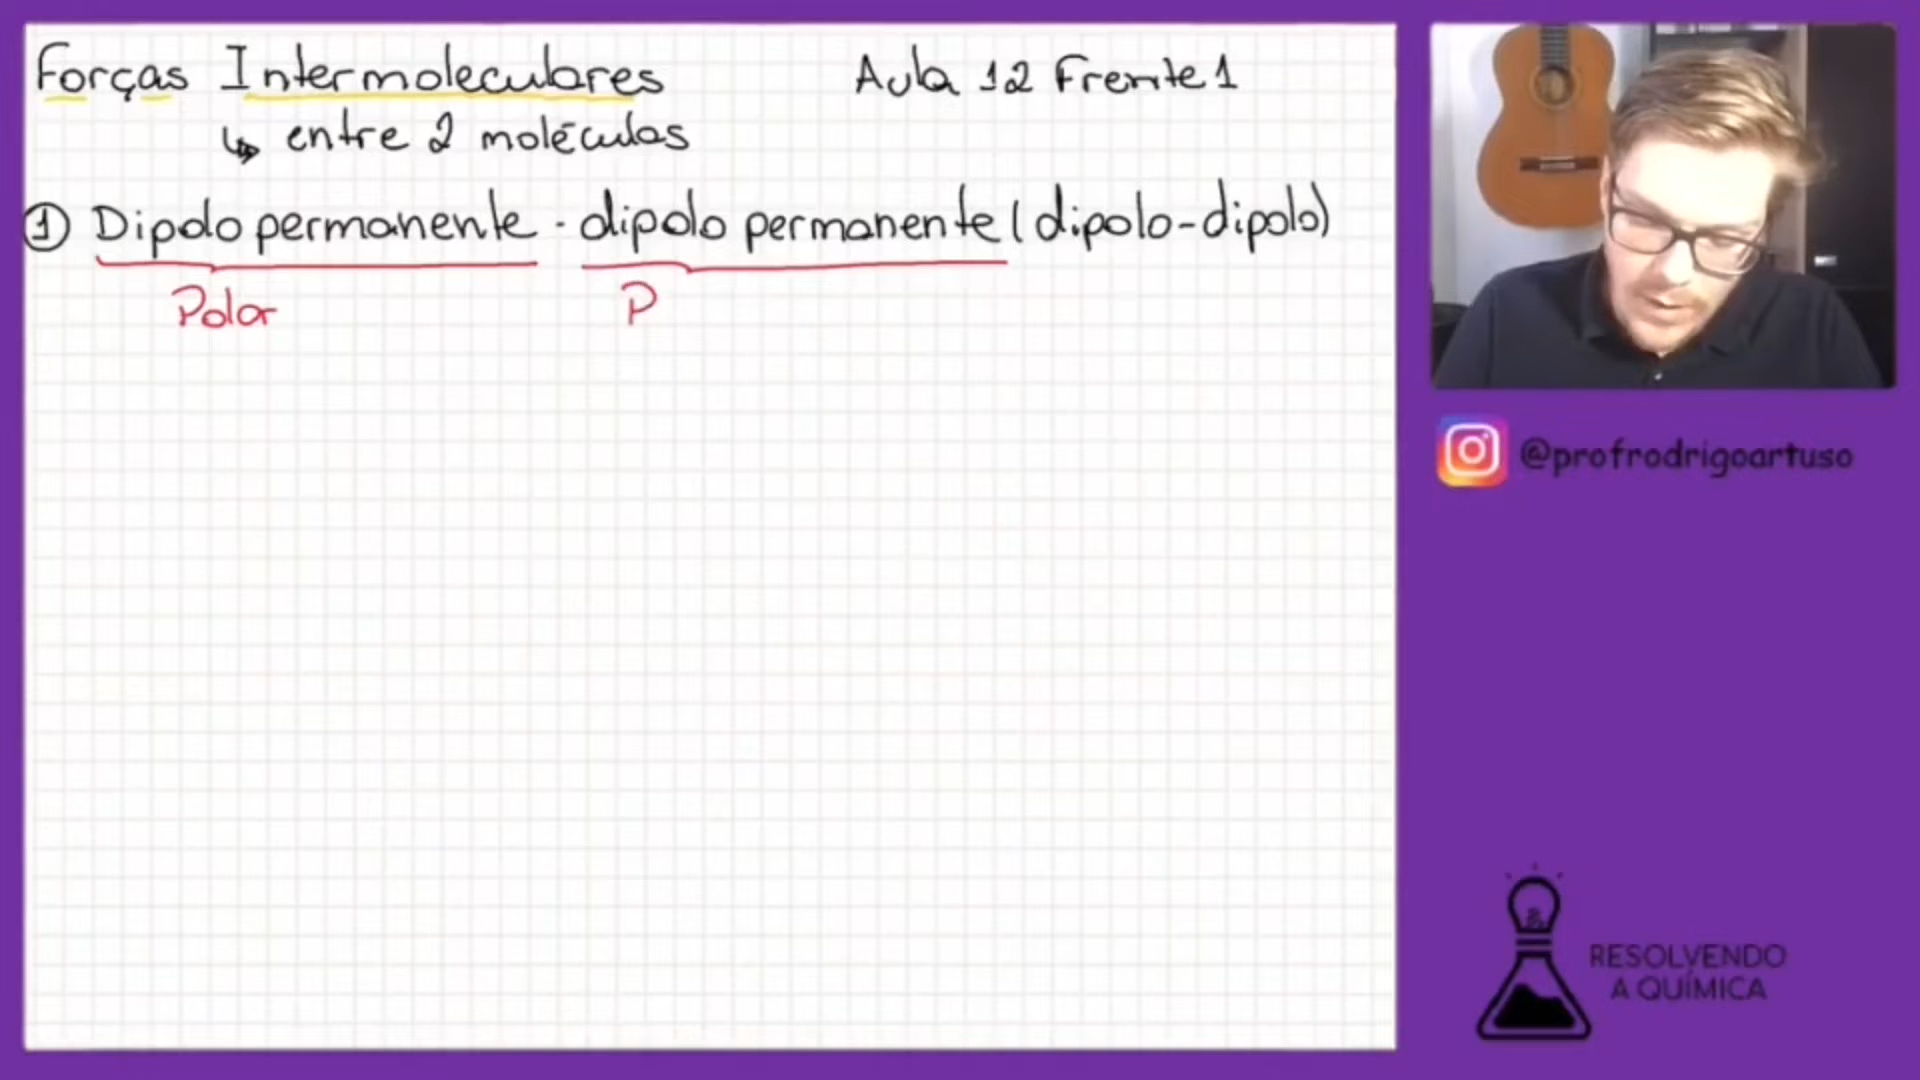 Forças Intermoleculares Aula 12 Frente 1
↳ entre 2 moléculas
① Dipolo permanente - dipolo permanente (dipolo-dipolo)
Polar P
@profrodrigoartuso
RESOLVENDO
A QUÍMICA